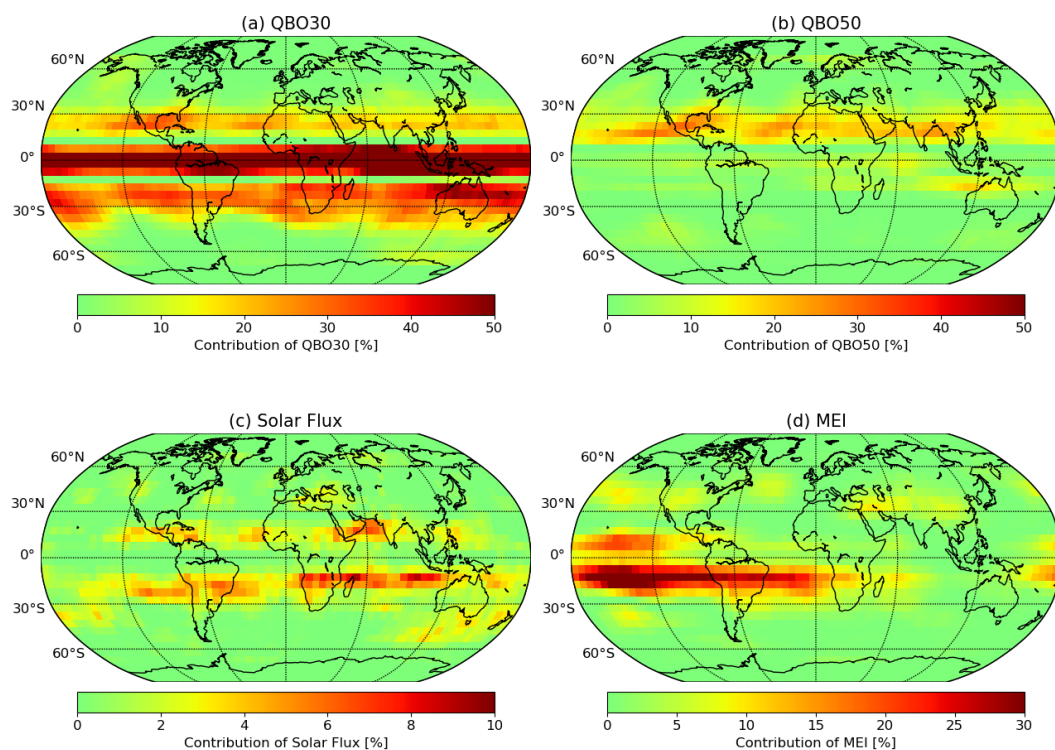 (a) QBO30
60°N
30°N
0°
30°S
60°S
0 10 20 30 40 50
Contribution of QBO30 [%]
(b) QBO50
60°N
30°N
0°
30°S
60°S
0 10 20 30 40 50
Contribution of QBO50 [%]
(c) Solar Flux
60°N
30°N
0°
30°S
60°S
0 2 4 6 8 10
Contribution of Solar Flux [%]
(d) MEI
60°N
30°N
0°
30°S
60°S
0 5 10 15 20 25 30
Contribution of MEI [%]